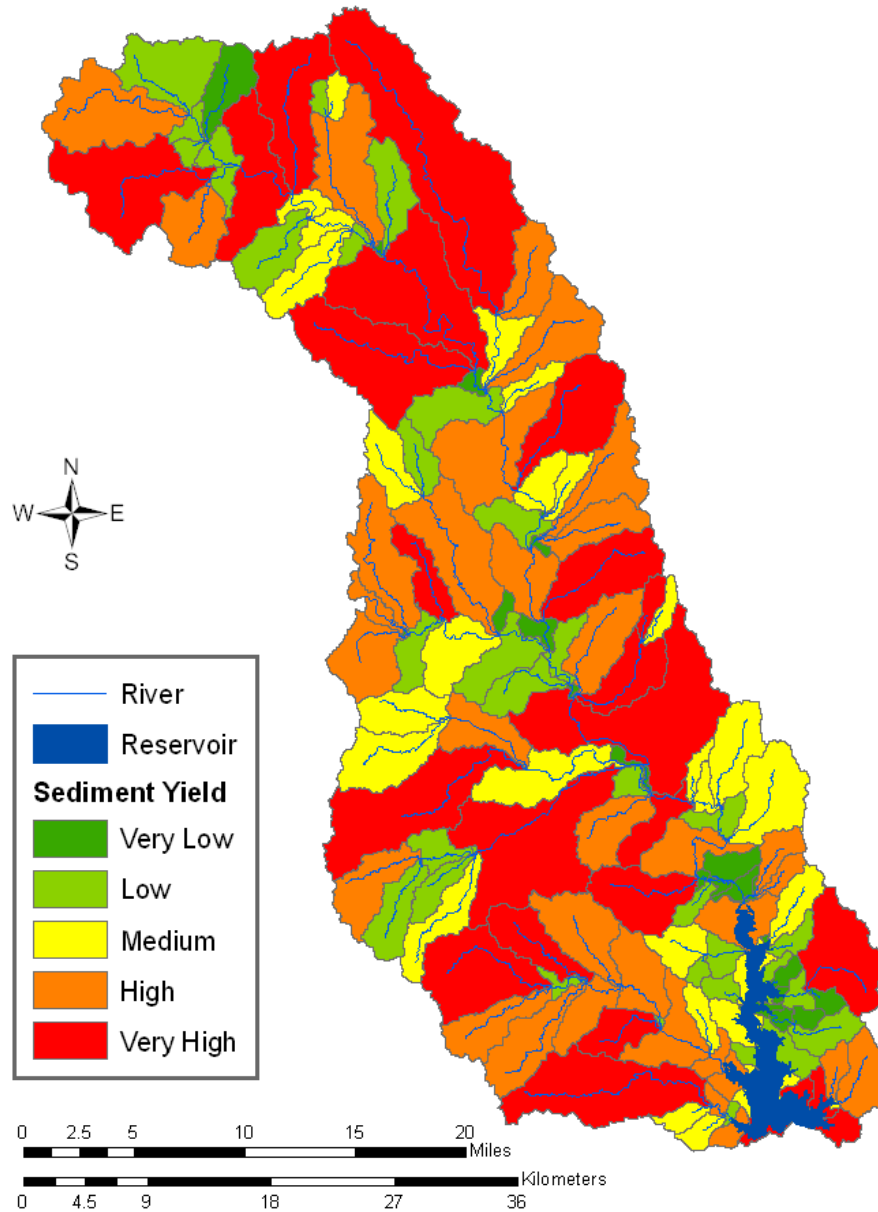 N
W E
S
River
Reservoir
Sediment Yield
Very Low
Low
Medium
High
Very High
0 2.5 5 10 15 20
Miles
Kilometers
0 4.5 9 18 27 36